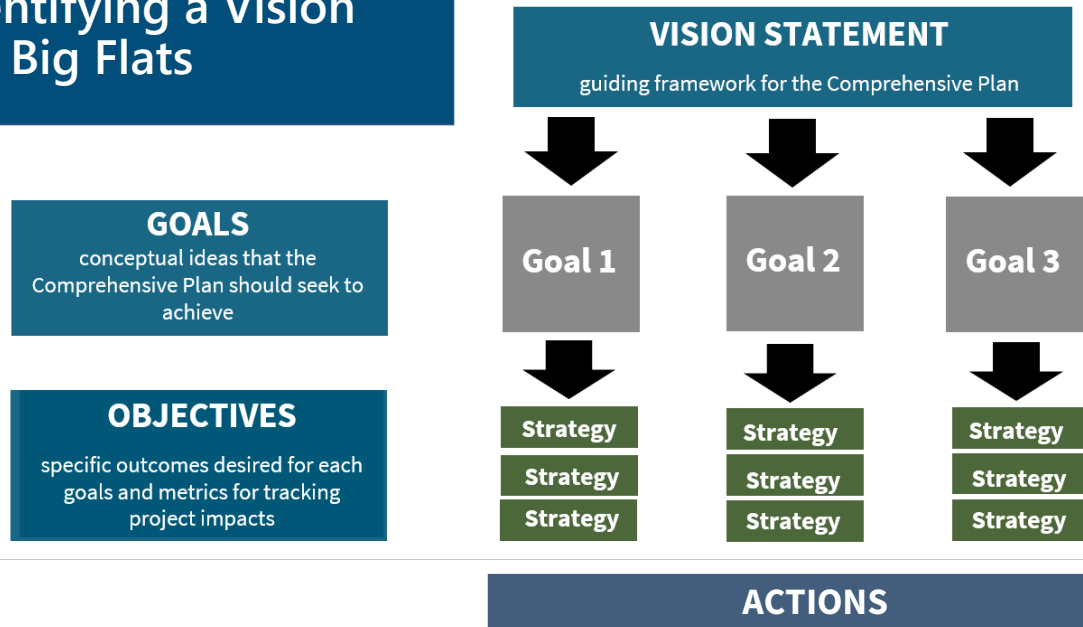 entifying a Vision
Big Flats
VISION STATEMENT
guiding framework for the Comprehensive Plan
GOALS
conceptual ideas that the
Comprehensive Plan should seek to
achieve
Goal 1
Goal 2
Goal 3
OBJECTIVES
specific outcomes desired for each
goals and metrics for tracking
project impacts
Strategy
Strategy
Strategy
Strategy
Strategy
Strategy
Strategy
Strategy
Strategy
ACTIONS